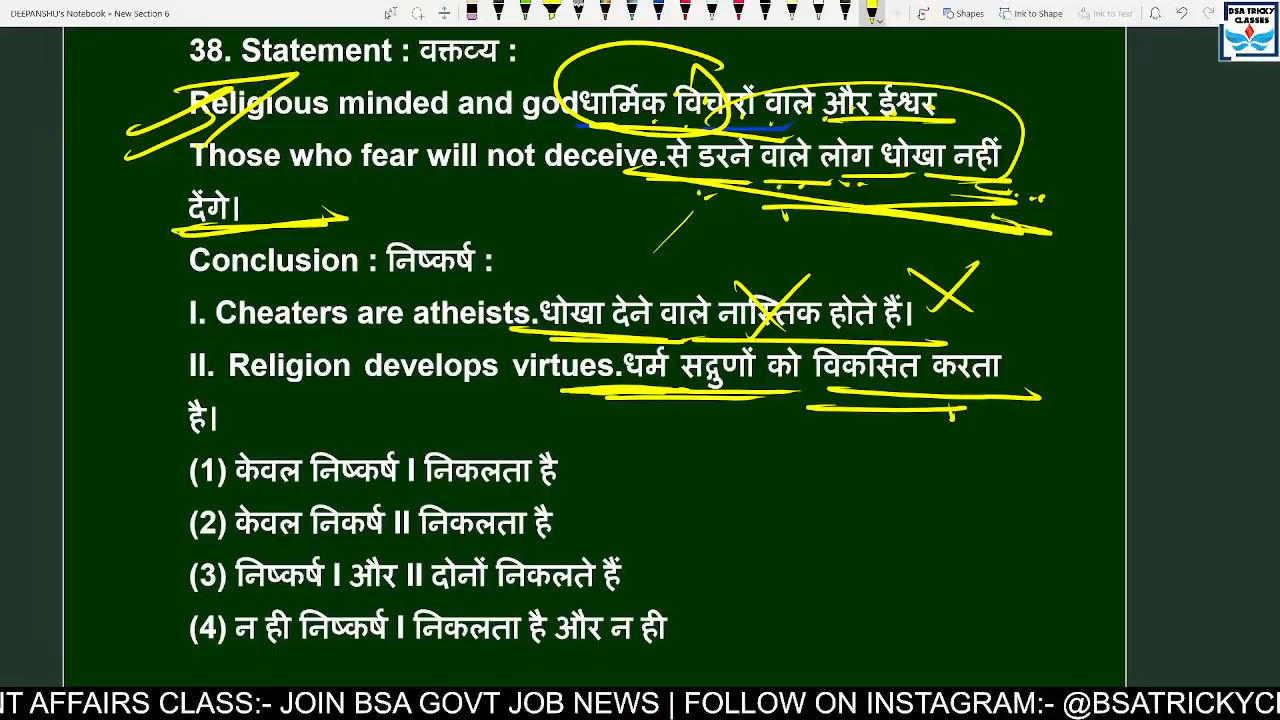 DEEPANSHU's Notebook » New Section 6
Shapes Ink to Shape Ink to Text
BSA TRICKY
CLASSES
38. Statement : वक्तव्य :
Religious minded and godधार्मिक विचारों वाले और ईश्वर
Those who fear will not deceive.से डरने वाले लोग धोखा नहीं
देंगे।
Conclusion : निष्कर्ष :
I. Cheaters are atheists.धोखा देने वाले नास्तिक होते हैं।
II. Religion develops virtues.धर्म सद्गुणों को विकसित करता
है।
(1) केवल निष्कर्ष I निकलता है
(2) केवल निकर्ष II निकलता है
(3) निष्कर्ष I और II दोनों निकलते हैं
(4) न ही निष्कर्ष I निकलता है और न ही
NT AFFAIRS CLASS:- JOIN BSA GOVT JOB NEWS | FOLLOW ON INSTAGRAM:- @BSATRICKYC